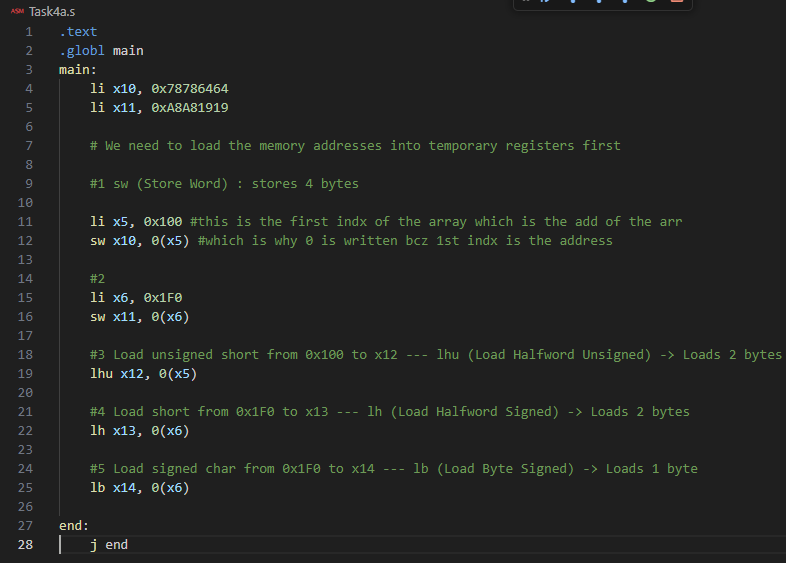 ASM Task4a.s
1 .text
2 .globl main
3 main:
4 li x10, 0x78786464
5 li x11, 0xA8A81919
6
7 # We need to load the memory addresses into temporary registers first
8
9 #1 sw (Store Word) : stores 4 bytes
10
11 li x5, 0x100 #this is the first indx of the array which is the add of the arr
12 sw x10, 0(x5) #which is why 0 is written bcz 1st indx is the address
13
14 #2
15 li x6, 0x1F0
16 sw x11, 0(x6)
17
18 #3 Load unsigned short from 0x100 to x12 --- lhu (Load Halfword Unsigned) -> Loads 2 bytes
19 lhu x12, 0(x5)
20
21 #4 Load short from 0x1F0 to x13 --- lh (Load Halfword Signed) -> Loads 2 bytes
22 lh x13, 0(x6)
23
24 #5 Load signed char from 0x1F0 to x14 --- lb (Load Byte Signed) -> Loads 1 byte
25 lb x14, 0(x6)
26
27 end:
28 j end